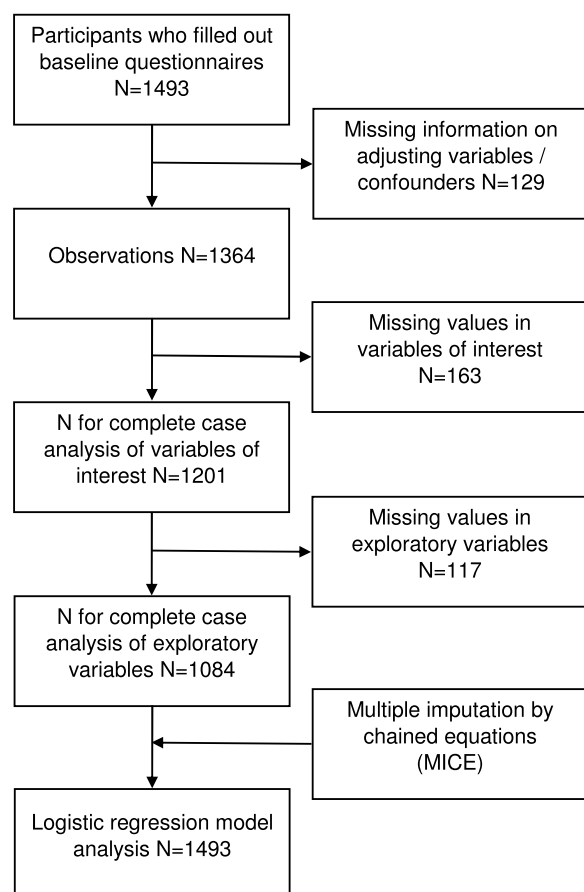 Participants who filled out
baseline questionnaires
N=1493
Missing information on
adjusting variables /
confounders N=129
Observations N=1364
Missing values in
variables of interest
N=163
N for complete case
analysis of variables of
interest N=1201
Missing values in
exploratory variables
N=117
N for complete case
analysis of exploratory
variables N=1084
Multiple imputation by
chained equations
(MICE)
Logistic regression model
analysis N=1493